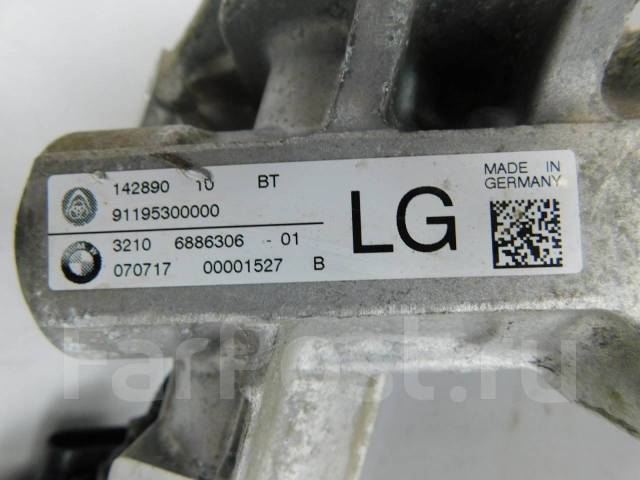 142890 10 BT
91195300000
3210 6886306 - 01
070717 00001527 B
LG
MADE IN
GERMANY
FarPost.ru